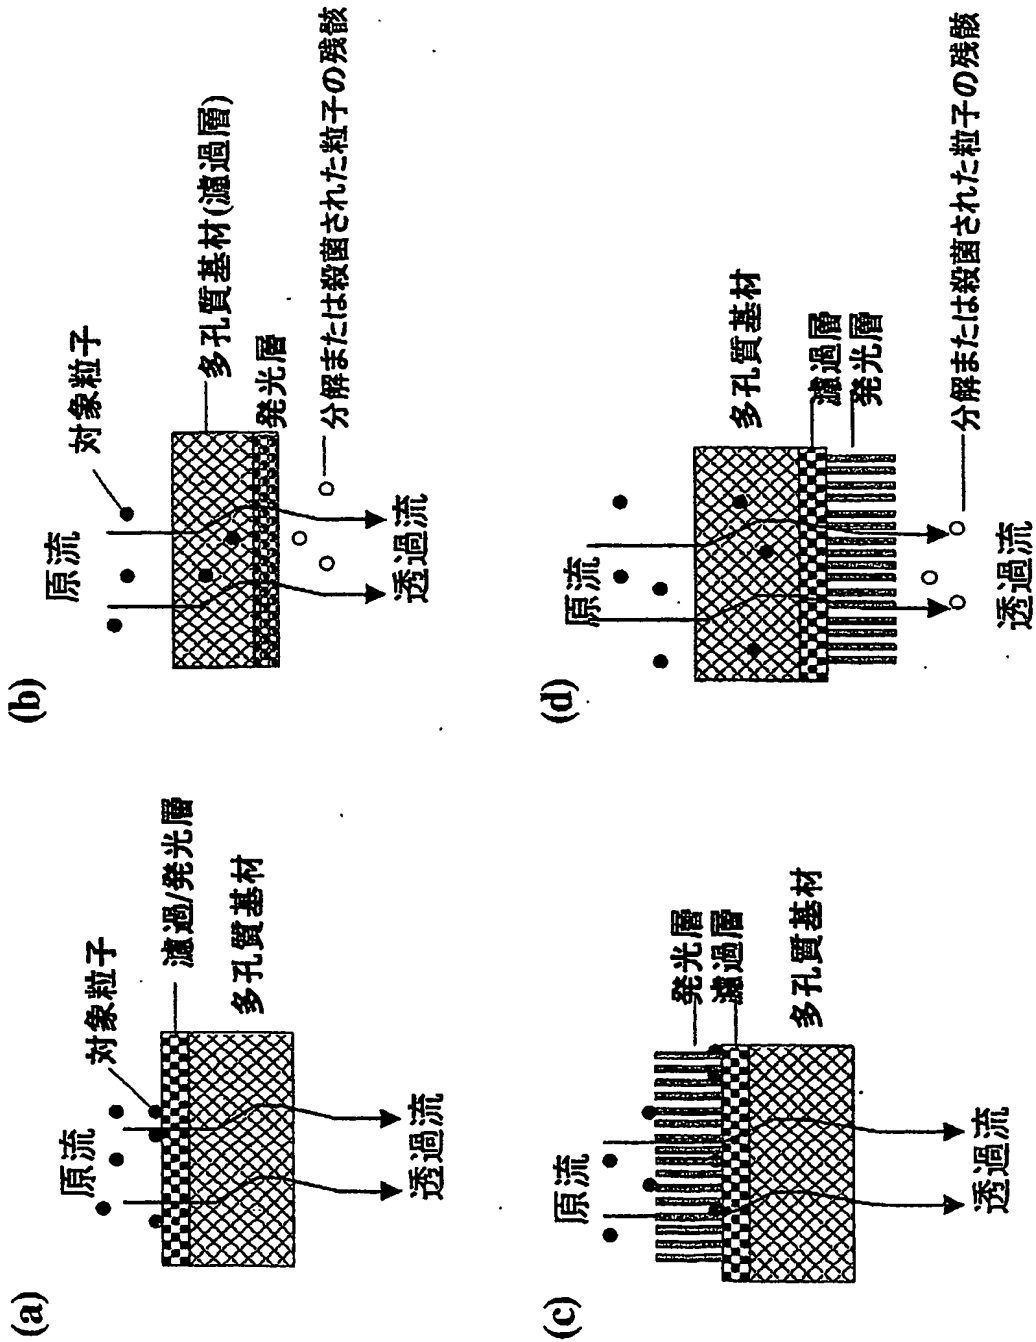 (a)
原流
対象粒子
濾過/発光層
多孔質基材
透過流
(b)
原流
対象粒子
多孔質基材(濾過層)
発光層
分解または殺菌された粒子の残骸
透過流
(c)
原流
発光層
濾過層
多孔質基材
透過流
(d)
原流
多孔質基材
濾過層
発光層
分解または殺菌された粒子の残骸
透過流